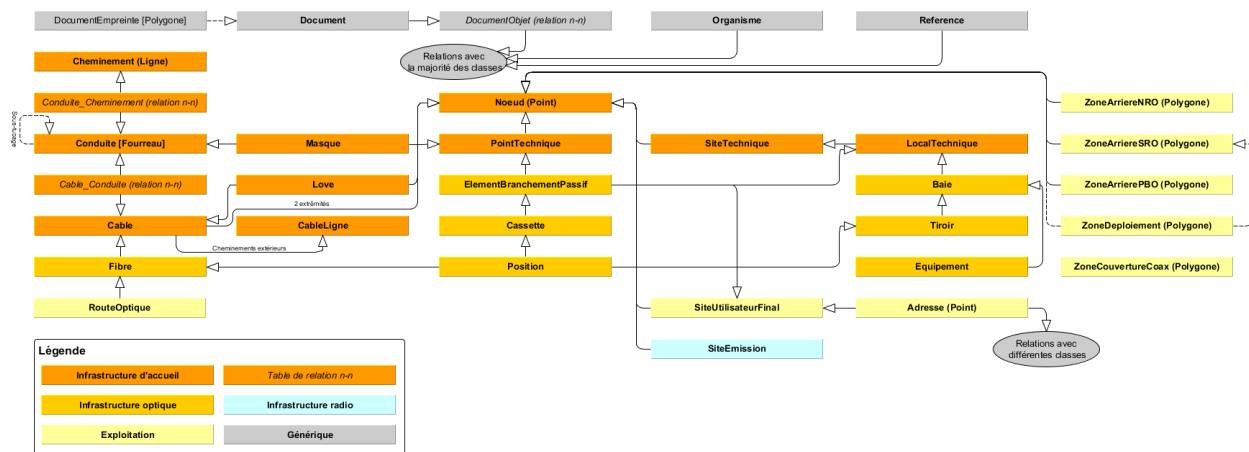 DocumentEmpreinte [Polygone]
Document
DocumentObjet (relation n-n)
Organisme
Reference
Relations avec
la majorité des classes
Cheminement (Ligne)
Conduite_Cheminement (relation n-n)
Noeud (Point)
ZoneArriereNRO (Polygone)
Sous-tubage
Conduite [Fourreau]
Masque
PointTechnique
SiteTechnique
LocalTechnique
ZoneArriereSRO (Polygone)
Cable_Conduite (relation n-n)
Love
ElementBranchementPassif
Baie
ZoneArrierePBO (Polygone)
2 extrêmités
Cable
CableLigne
Cassette
Tiroir
ZoneDeploiement (Polygone)
Cheminements extérieurs
Fibre
Position
Equipement
ZoneCouvertureCoax (Polygone)
RouteOptique
SiteUtilisateurFinal
Adresse (Point)
SiteEmission
Relations avec
différentes classes
Légende
Infrastructure d'accueil
Table de relation n-n
Infrastructure optique
Infrastructure radio
Exploitation
Générique